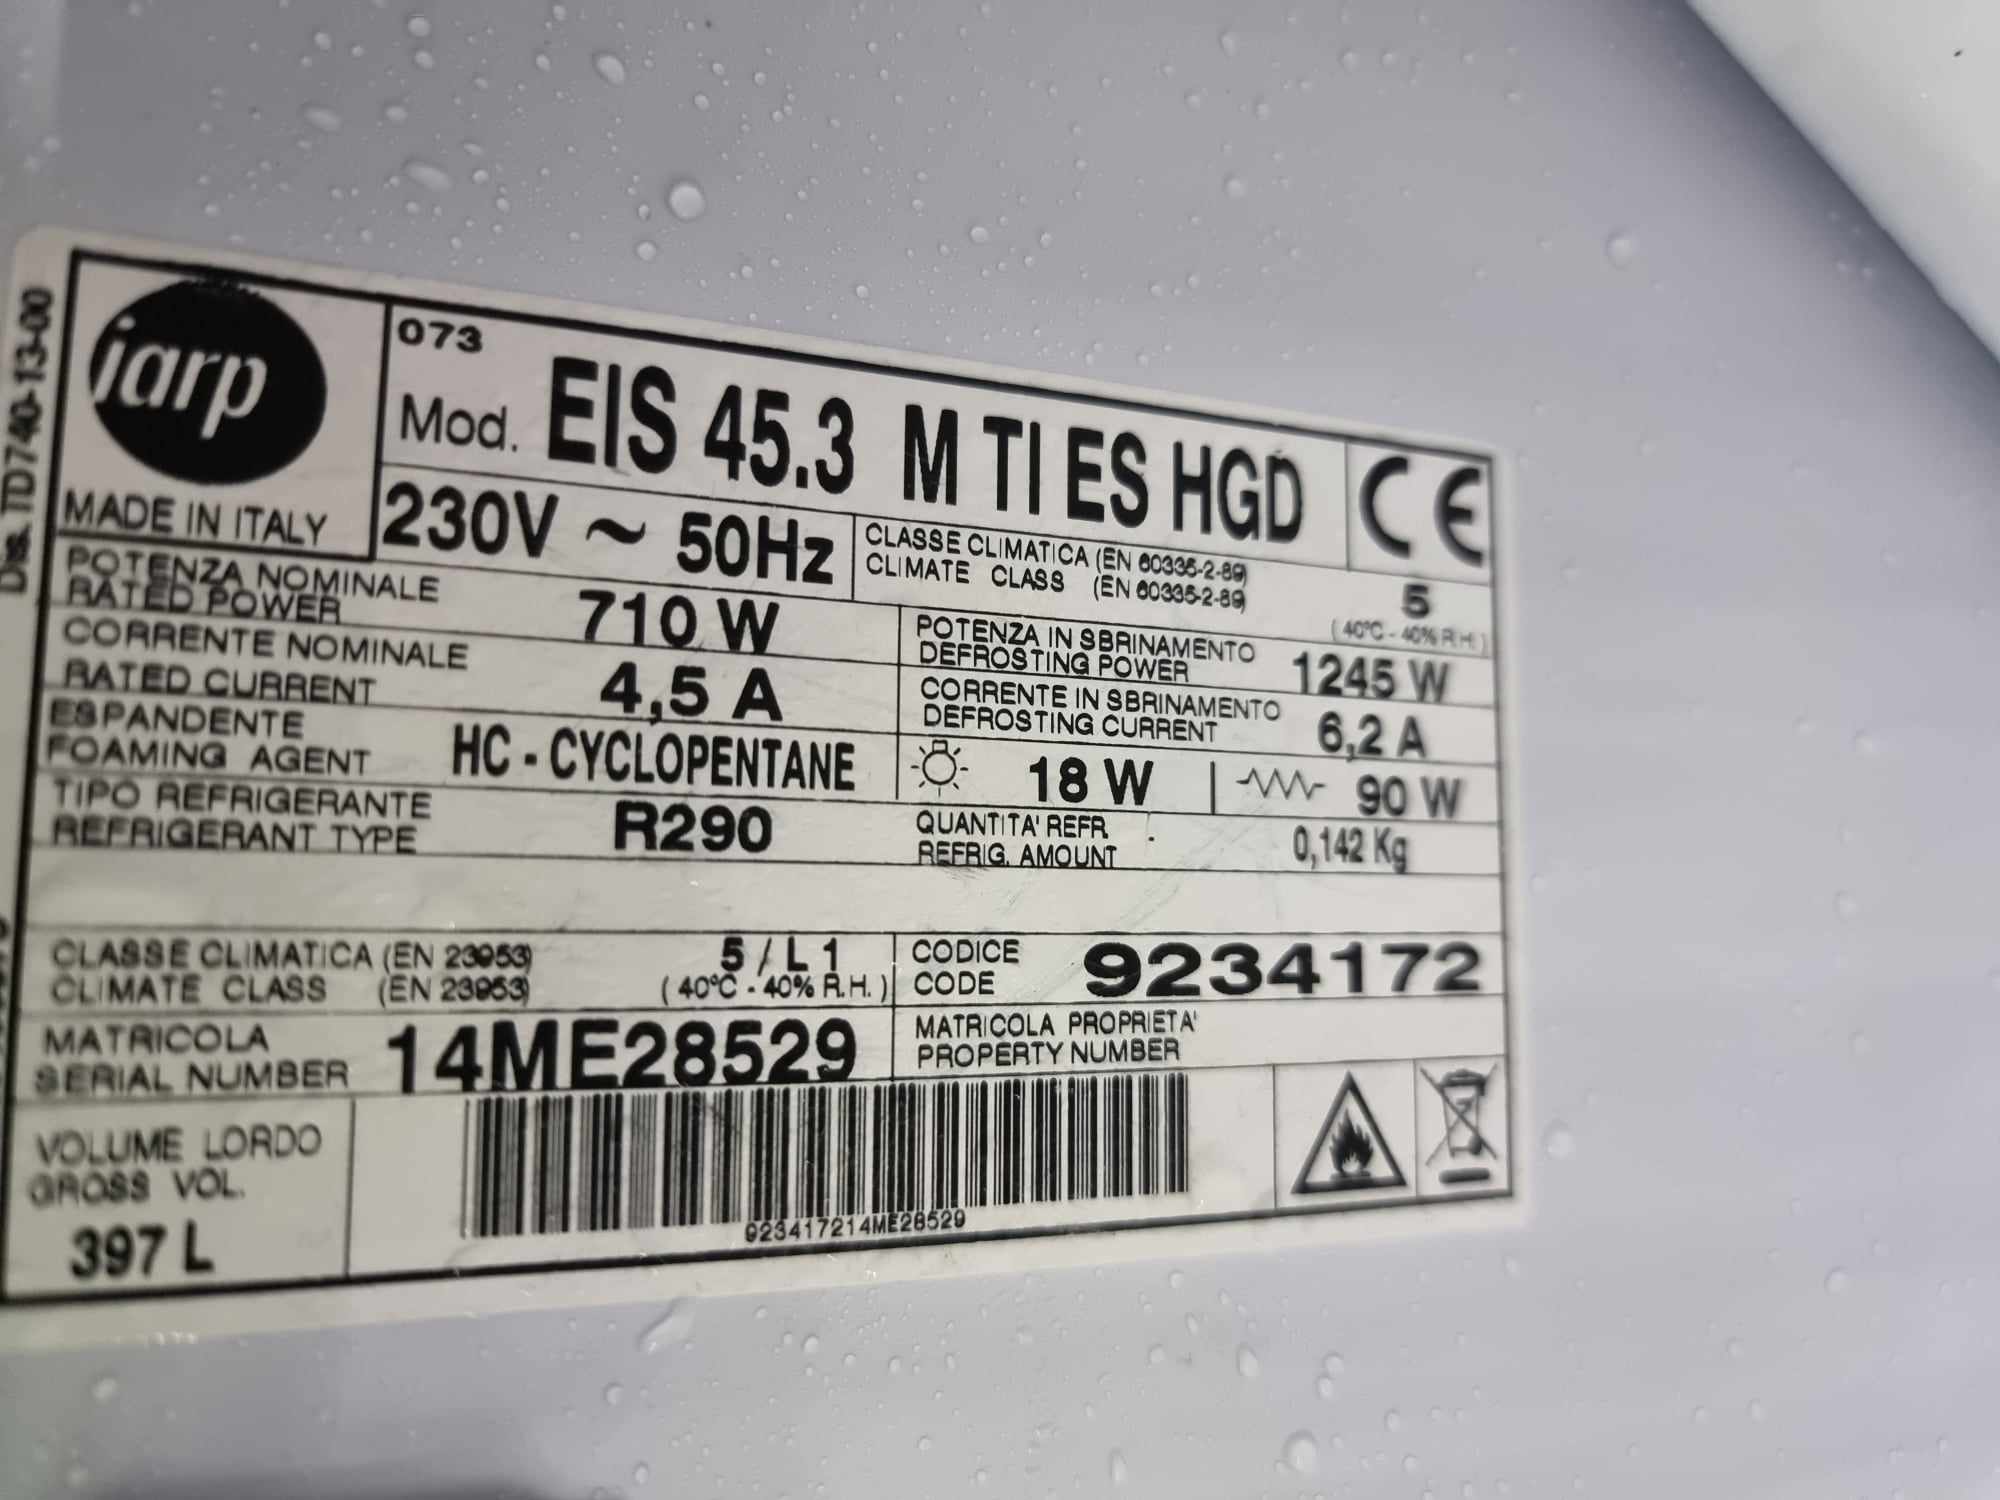 iarp
MADE IN ITALY
Dis. TD740-13-00
073
Mod. EIS 45.3 M TI ES HGD
CE
230V ~ 50Hz
CLASSE CLIMATICA (EN 60335-2-89)
CLIMATE CLASS (EN 60335-2-89)
5
(40°C - 40% R.H.)
POTENZA NOMINALE
RATED POWER
710 W
POTENZA IN SBRINAMENTO
DEFROSTING POWER
1245 W
CORRENTE NOMINALE
RATED CURRENT
4,5 A
CORRENTE IN SBRINAMENTO
DEFROSTING CURRENT
6,2 A
ESPANDENTE
FOAMING AGENT
HC - CYCLOPENTANE
18 W
90 W
TIPO REFRIGERANTE
REFRIGERANT TYPE
R290
QUANTITA' REFR.
REFRIG. AMOUNT
0,142 Kg
CLASSE CLIMATICA (EN 23953)
CLIMATE CLASS (EN 23953)
5 / L 1
(40°C - 40% R.H.)
CODICE
CODE
9234172
MATRICOLA
SERIAL NUMBER
14ME28529
MATRICOLA PROPRIETA'
PROPERTY NUMBER
VOLUME LORDO
GROSS VOL.
397 L
923417214ME28529